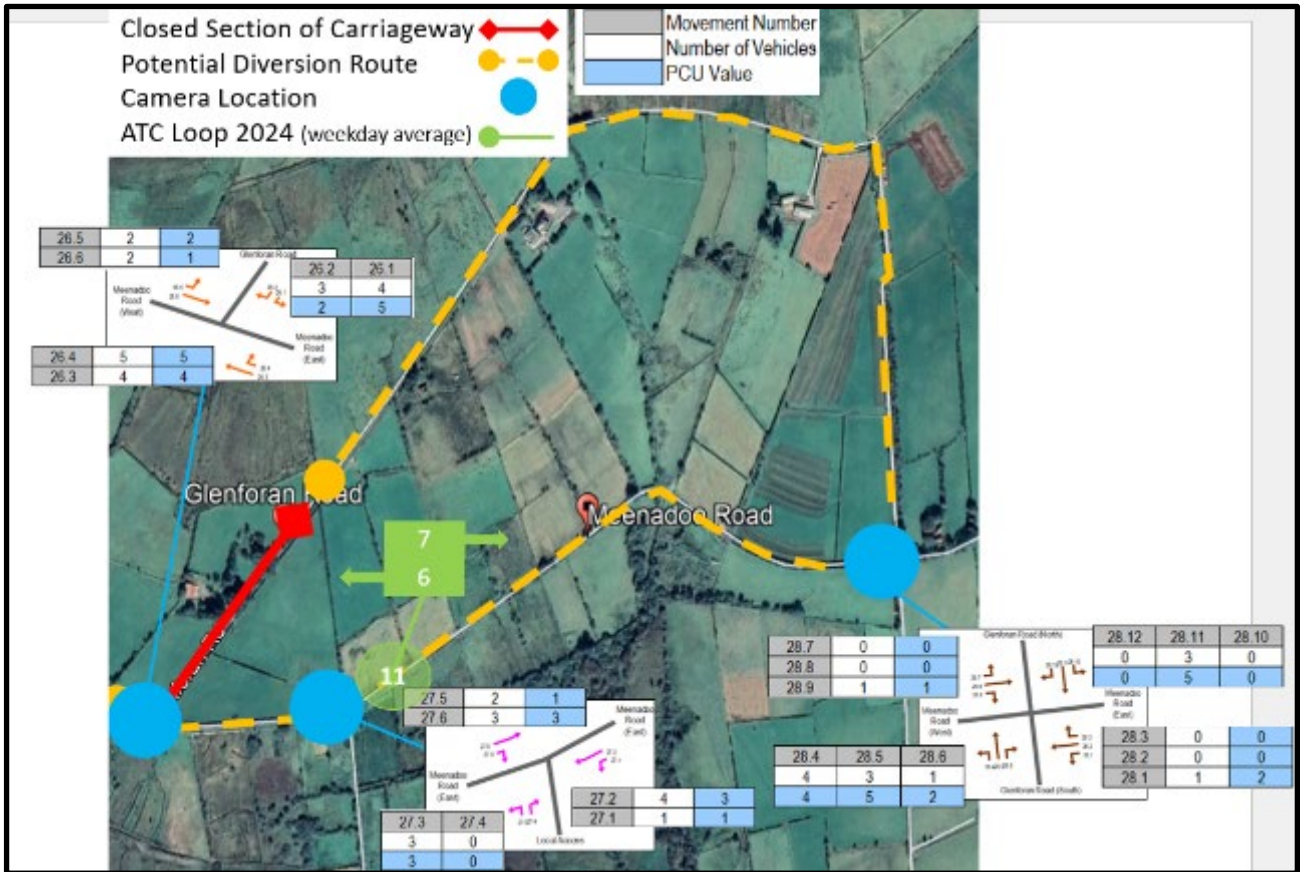 Closed Section of Carriageway
Potential Diversion Route
Camera Location
ATC Loop 2024 (weekday average)
Movement Number
Number of Vehicles
PCU Value
26.5 2 2
26.6 2 1
Glenforan Road
26.2 26.1
3 4
2 5
Meenadoo
Road
(West)
Meenadoo
Road
(East)
26.4 5 5
26.3 4 4
Glenforan Road
Meenadoo Road
7
6
11
27.5 2 1
27.6 3 3
Meenadoo
Road
(East)
Meenadoo
Road
(East)
27.2 4 3
27.1 1 1
27.3 27.4
3 0
3 0
Local Access
28.7 0 0
28.8 0 0
28.9 1 1
Glenforan Road (North)
28.12 28.11 28.10
0 3 0
0 5 0
Meenadoo
Road
(West)
Meenadoo
Road
(East)
28.4 28.5 28.6
4 3 1
4 5 2
28.3 0 0
28.2 0 0
28.1 1 2
Glenforan Road (South)